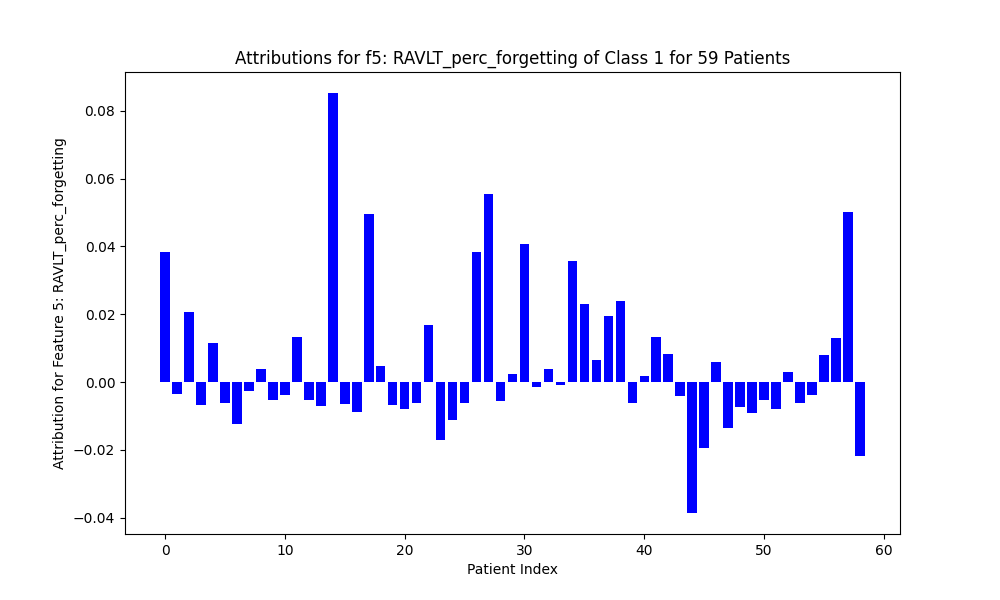 Attributions for f5: RAVLT_perc_forgetting of Class 1 for 59 Patients
Attribution for Feature 5: RAVLT_perc_forgetting
0.08
0.06
0.04
0.02
0.00
−0.02
−0.04
0 10 20 30 40 50 60
Patient Index